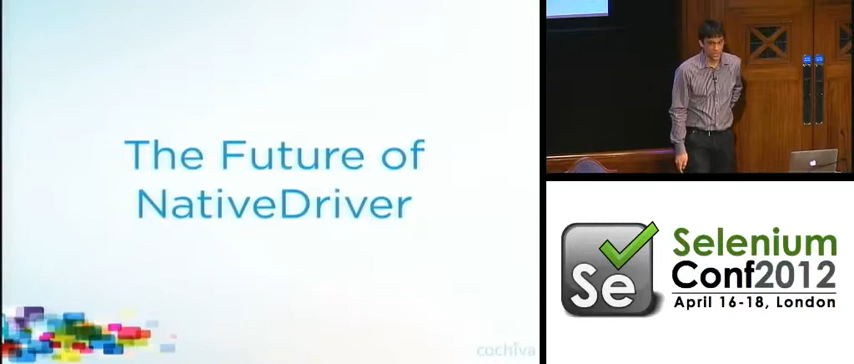 The Future of
NativeDriver
cochiva
Se
Selenium
Conf2012
April 16-18, London